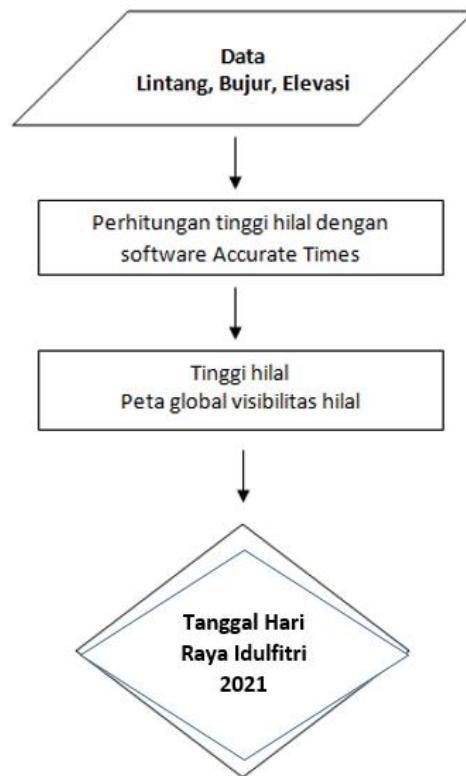 Data
Lintang, Bujur, Elevasi
Perhitungan tinggi hilal dengan
software Accurate Times
Tinggi hilal
Peta global visibilitas hilal
Tanggal Hari
Raya Idulfitri
2021